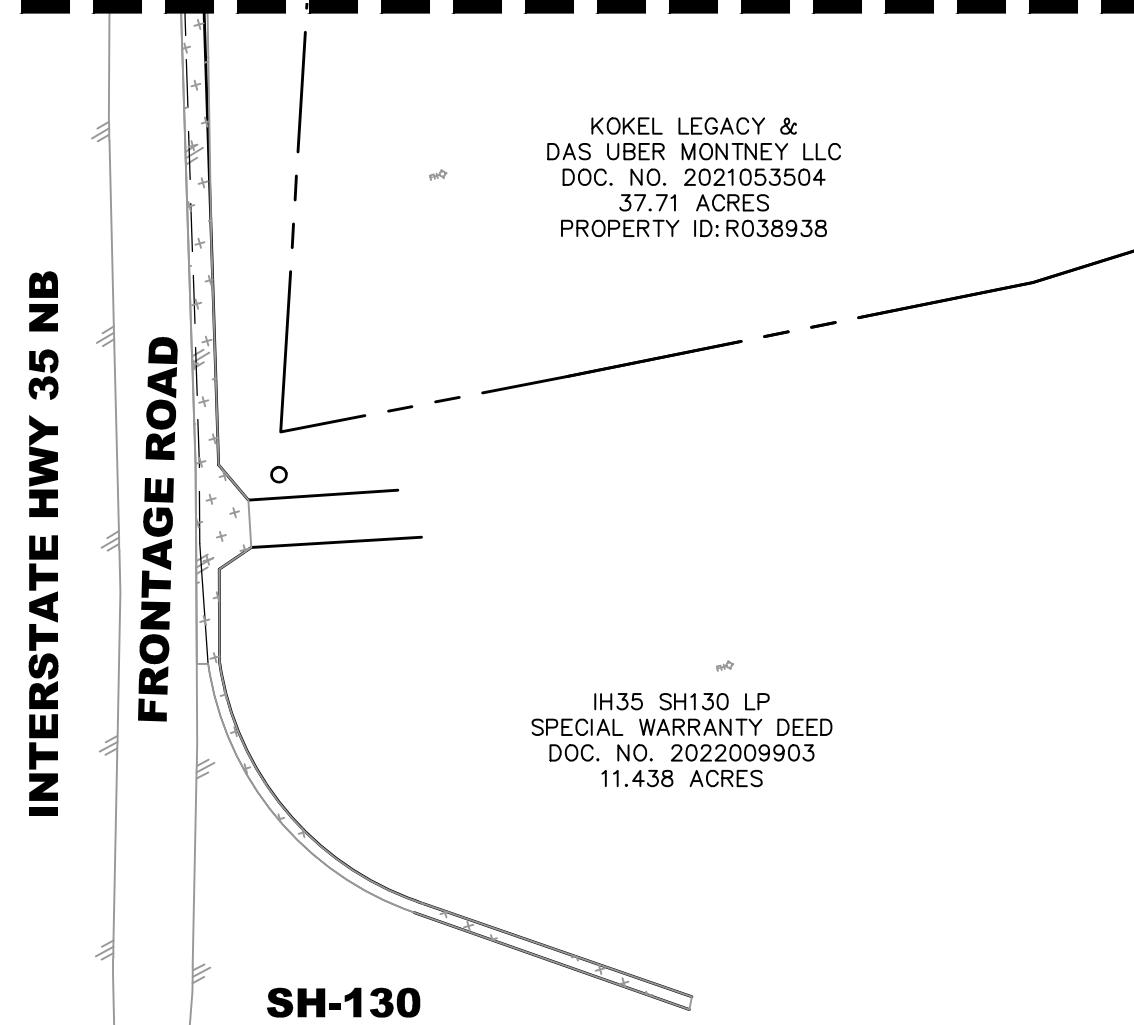 KOKEL LEGACY &
DAS UBER MONTNEY LLC
DOC. NO. 2021053504
37.71 ACRES
PROPERTY ID:R038938
INTERSTATE HWY 35 NB
FRONTAGE ROAD
IH35 SH130 LP
SPECIAL WARRANTY DEED
DOC. NO. 2022009903
11.438 ACRES
SH-130